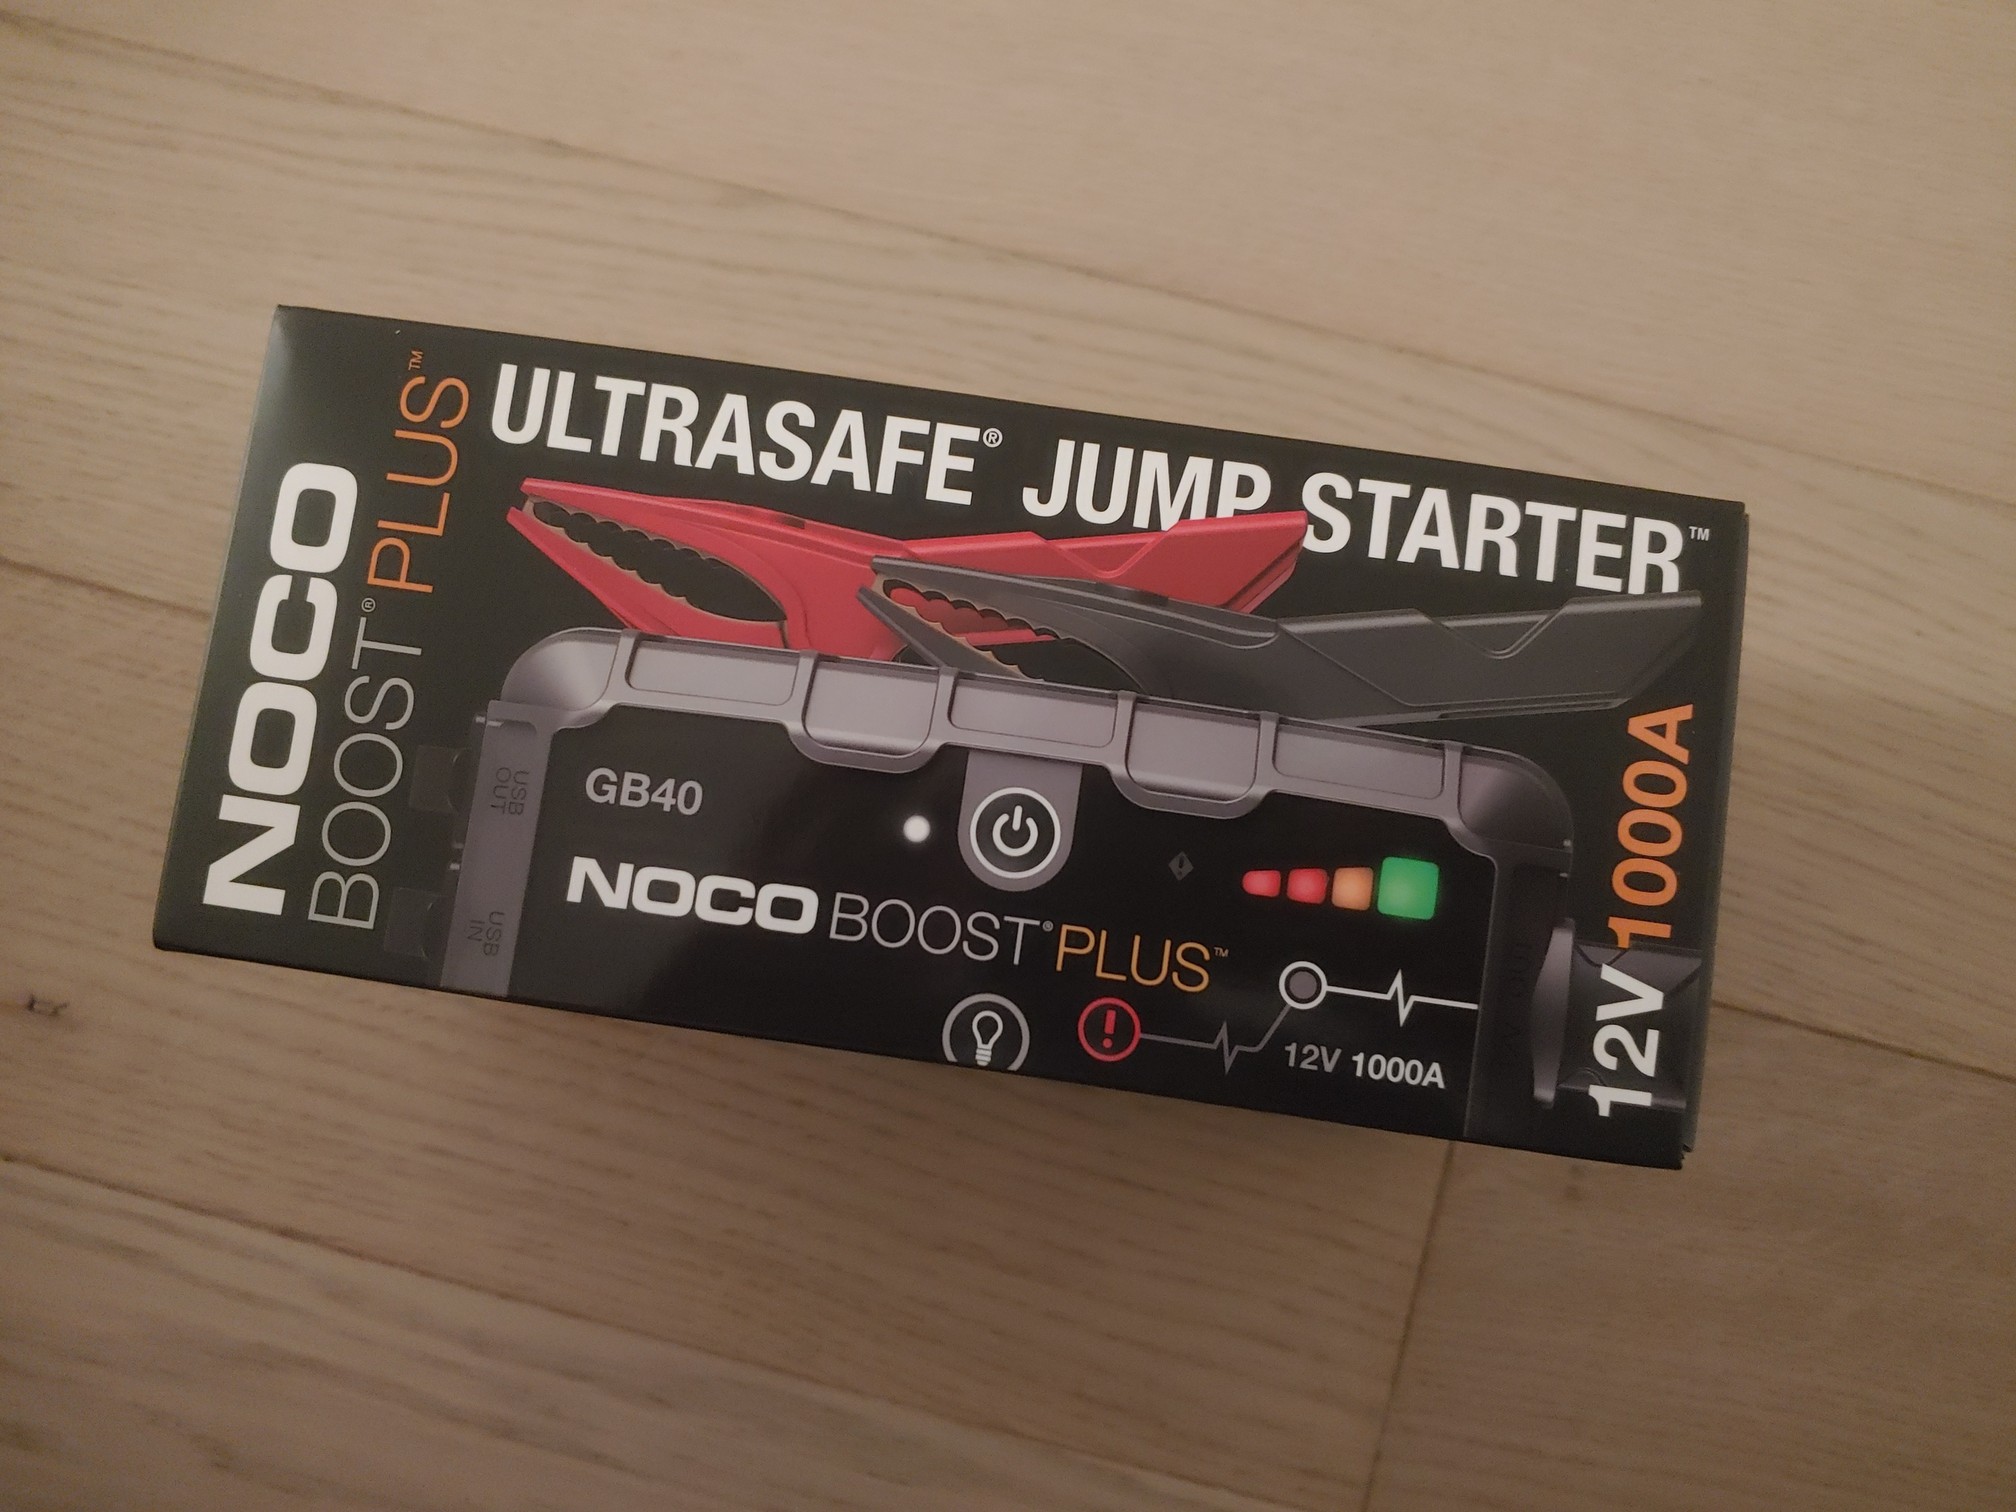 NOCO
BOOST® PLUS™
ULTRASAFE® JUMP STARTER™
USB OUT
USB IN
GB40
NOCO BOOST® PLUS™
12V 1000A
12V 1000A